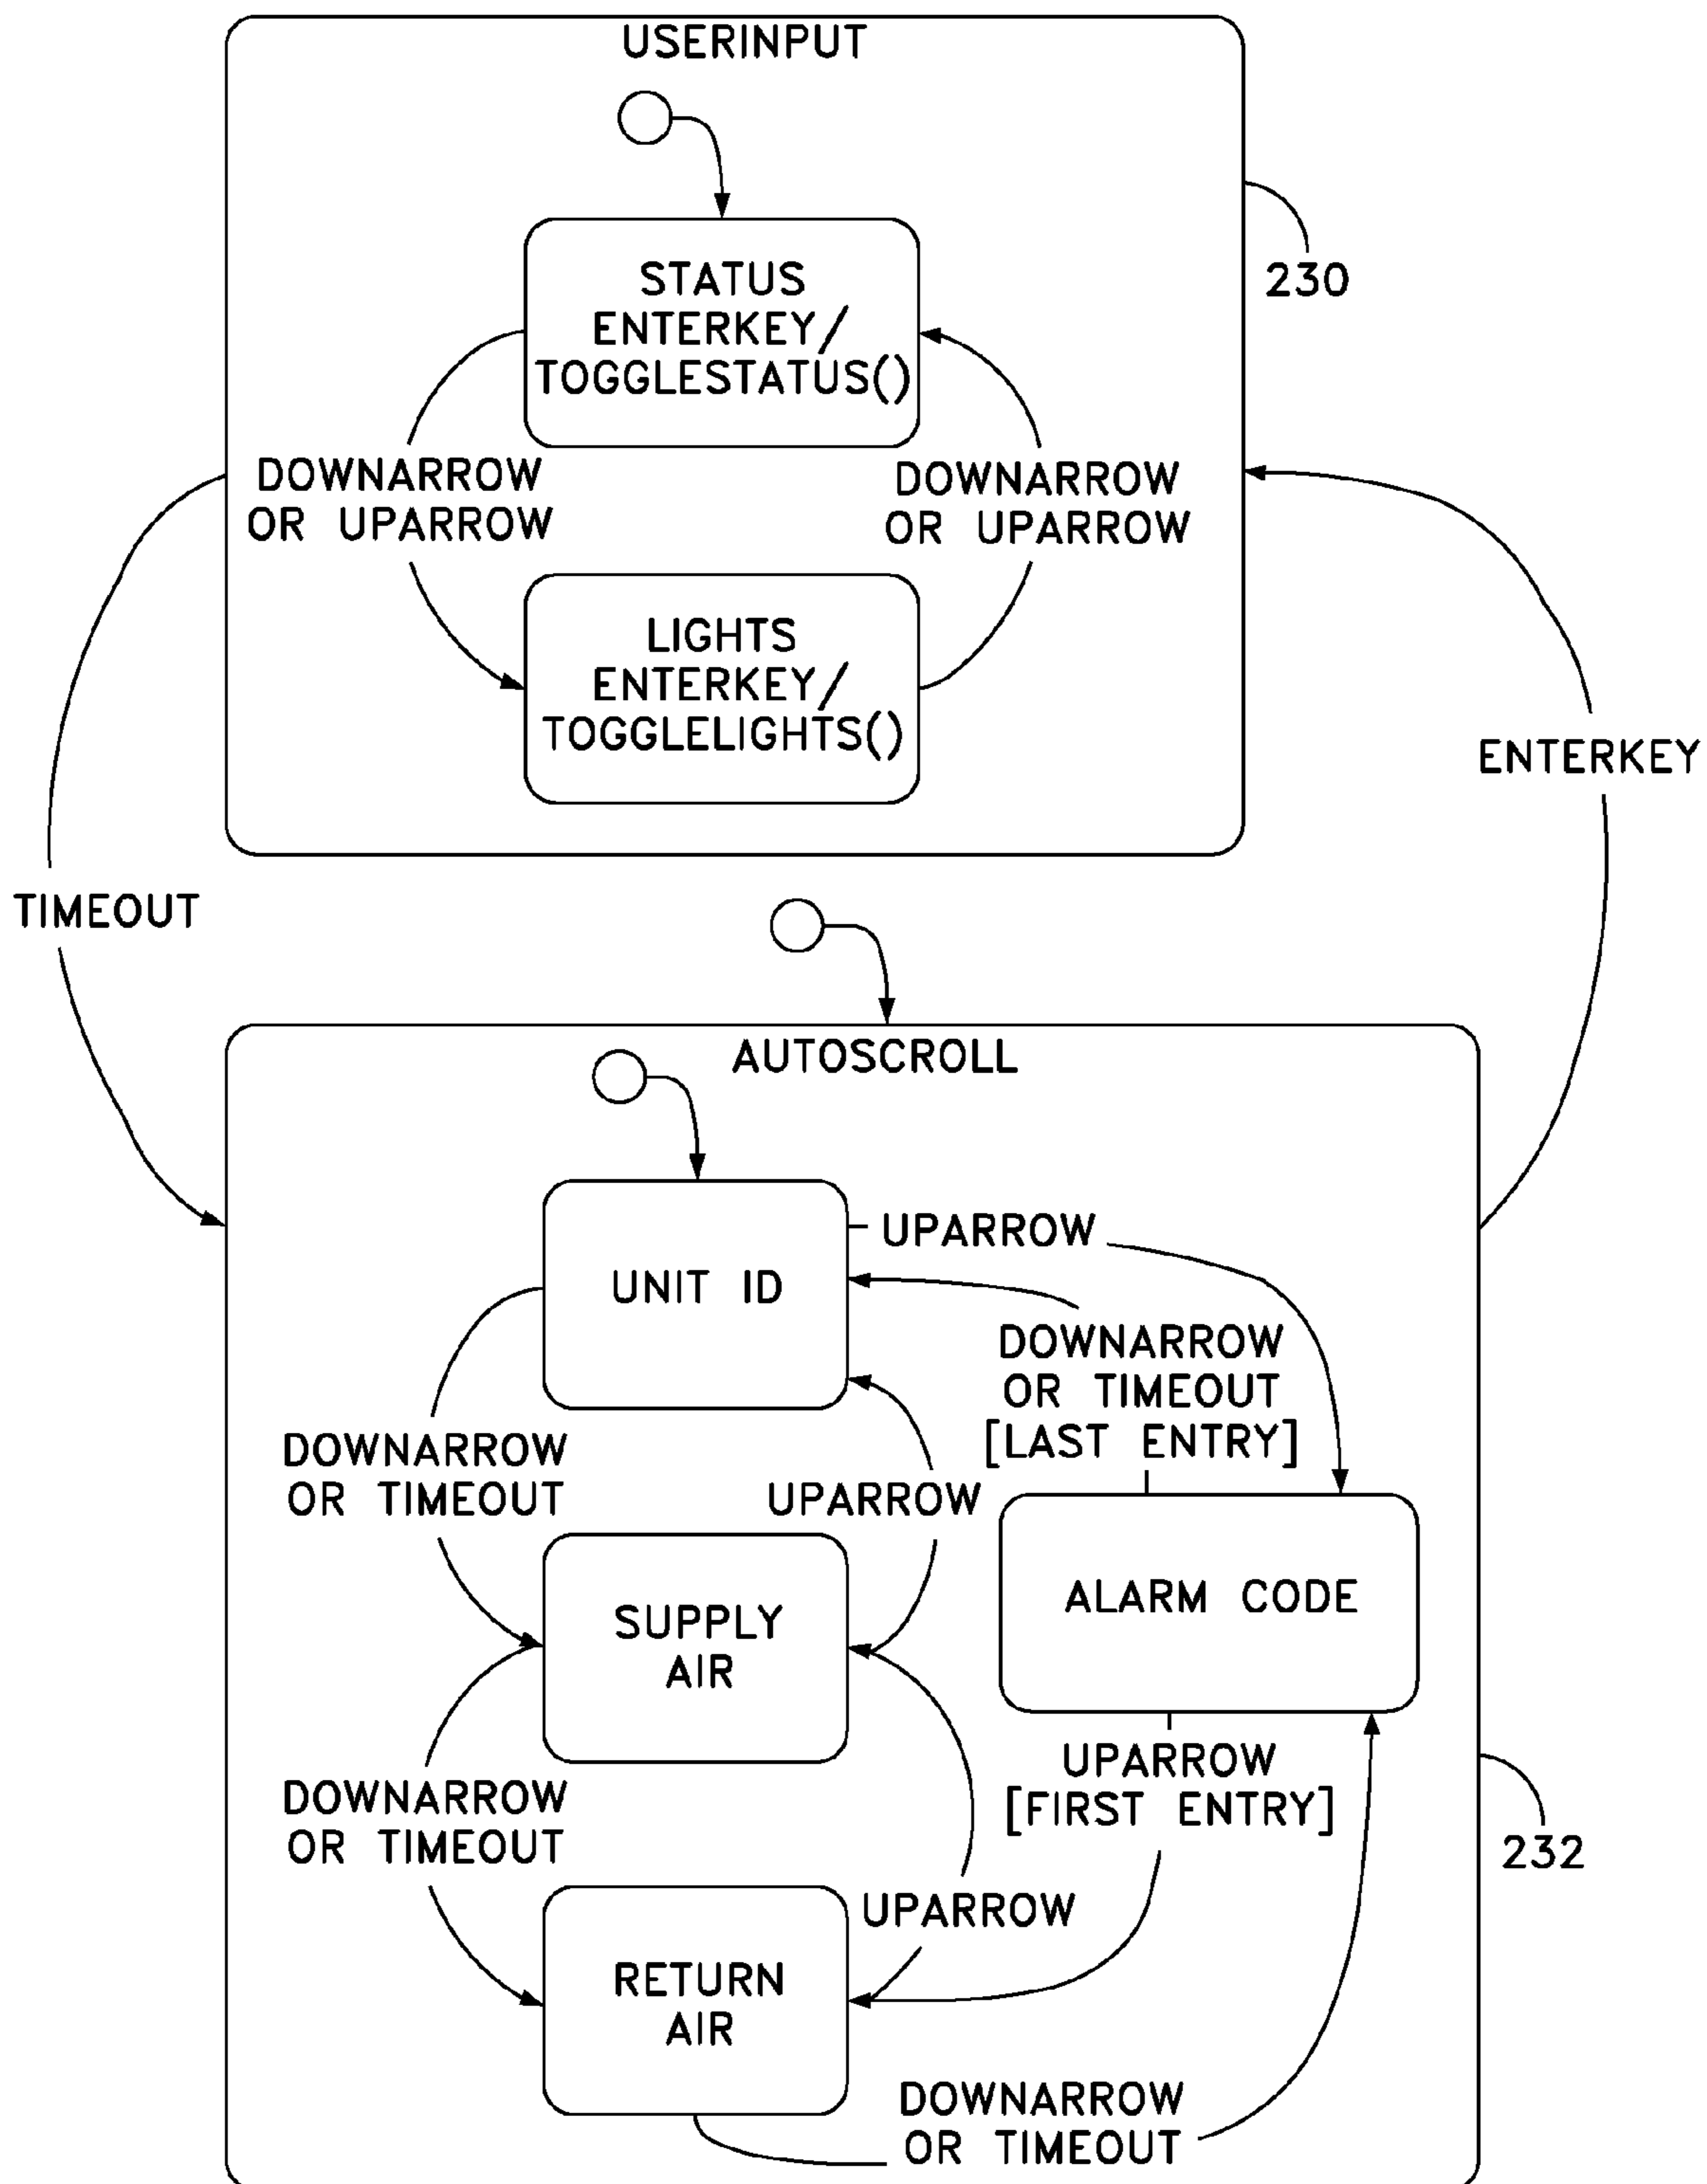 USERINPUT
STATUS
ENTERKEY/
TOGGLESTATUS()
230
DOWNARROW
OR UPARROW
DOWNARROW
OR UPARROW
LIGHTS
ENTERKEY/
TOGGLELIGHTS()
ENTERKEY
TIMEOUT
AUTOSCROLL
UPARROW
UNIT ID
DOWNARROW
OR TIMEOUT
[LAST ENTRY]
DOWNARROW
OR TIMEOUT
UPARROW
ALARM CODE
SUPPLY
AIR
UPARROW
[FIRST ENTRY]
DOWNARROW
OR TIMEOUT
232
UPARROW
RETURN
AIR
DOWNARROW
OR TIMEOUT